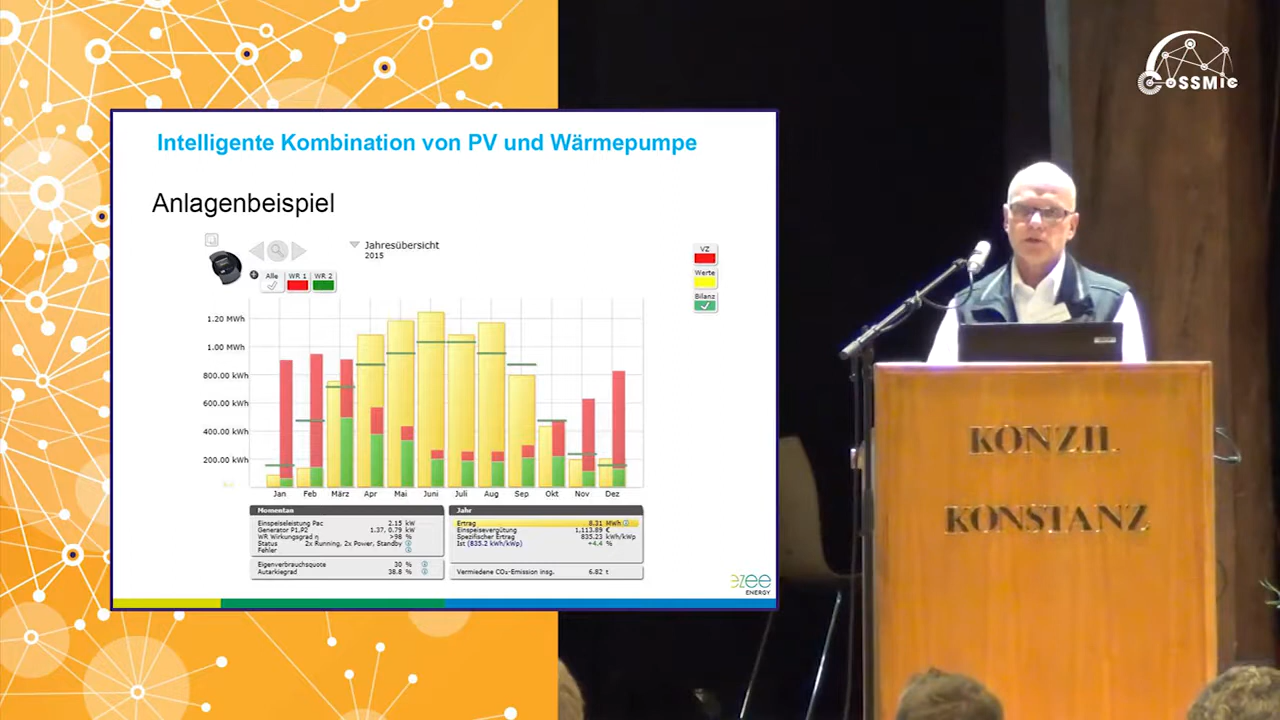 CoSSMic
Intelligente Kombination von PV und Wärmepumpe
Anlagenbeispiel
Jahresübersicht
2015
Alle WR 1 WR 2
VZ
Werte
Bilanz
1.20 MWh
1.00 MWh
800.00 kWh
600.00 kWh
400.00 kWh
200.00 kWh
Jan Feb März Apr Mai Juni Juli Aug Sep Okt Nov Dez
Momentan
Einspeiseleistung Pac 2.15 kW
Generator P1,P2 1.37, 0.79 kW
WR Wirkungsgrad η >98 %
Status 2x Running, 2x Power, Standby
Fehler
Eigenverbrauchsquote 30 %
Autarkiegrad 38.8 %
Jahr
Ertrag 8.31 MWh
Einspeisevergütung 1,113.89 €
Spezifischer Ertrag 835.23 kWh/kWp
Ist (835.2 kWh/kWp) +4.4 %
Vermiedene CO₂-Emission insg. 6.82 t
ezee
ENERGY
KONZIL
KONSTANZ